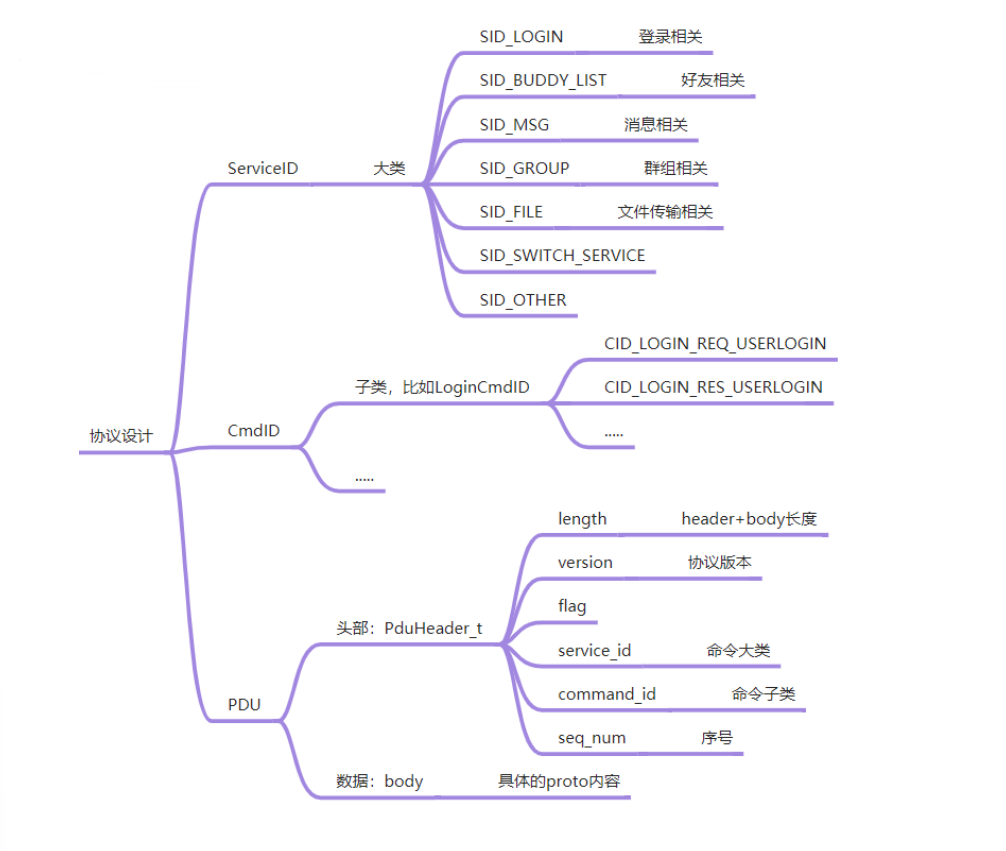 SID_LOGIN 登录相关
SID_BUDDY_LIST 好友相关
SID_MSG 消息相关
ServiceID 大类
SID_GROUP 群组相关
SID_FILE 文件传输相关
SID_SWITCH_SERVICE
SID_OTHER
CID_LOGIN_REQ_USERLOGIN
子类，比如LoginCmdID
CID_LOGIN_RES_USERLOGIN
协议设计
CmdID
.....
.....
length header+body长度
version 协议版本
flag
头部：PduHeader_t
service_id 命令大类
command_id 命令子类
PDU
seq_num 序号
数据：body 具体的proto内容